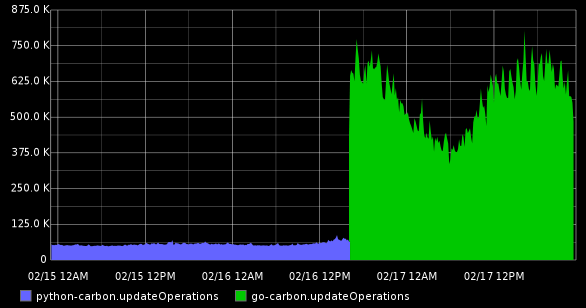 875.0 K
750.0 K
625.0 K
500.0 K
375.0 K
250.0 K
125.0 K
0
02/15 12AM 02/15 12PM 02/16 12AM 02/16 12PM 02/17 12AM 02/17 12PM
python-carbon.updateOperations go-carbon.updateOperations